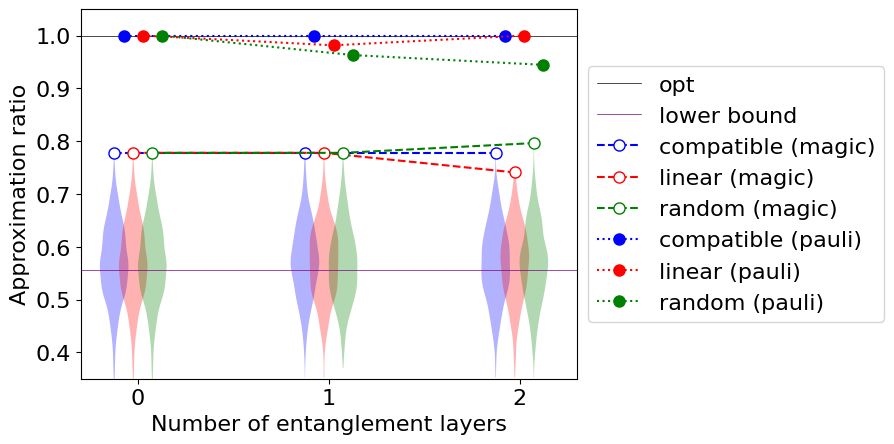 Approximation ratio
1.0
0.9
0.8
0.7
0.6
0.5
0.4
0
1
2
Number of entanglement layers
opt
lower bound
compatible (magic)
linear (magic)
random (magic)
compatible (pauli)
linear (pauli)
random (pauli)